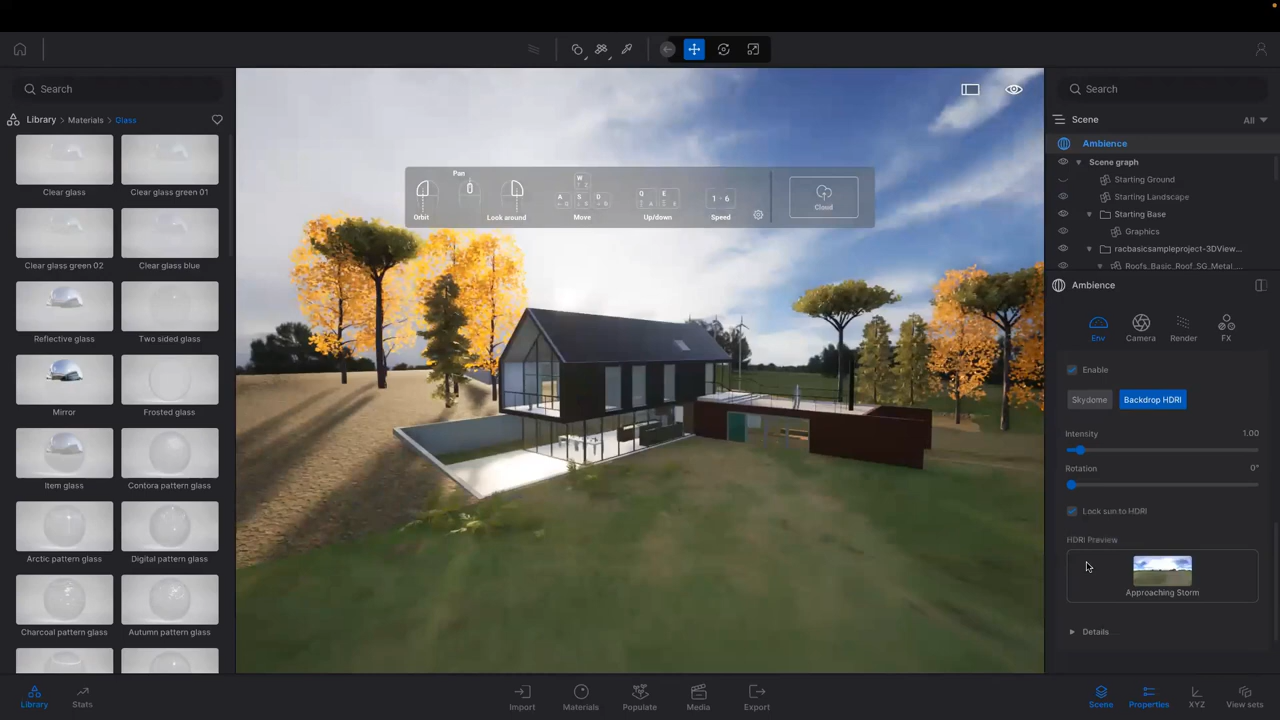 Search
Library > Materials > Glass
Clear glass
Clear glass green 01
Clear glass green 02
Clear glass blue
Reflective glass
Two sided glass
Mirror
Frosted glass
Item glass
Contora pattern glass
Arctic pattern glass
Digital pattern glass
Charcoal pattern glass
Autumn pattern glass
Pan
Orbit
Look around
W
A S D
Move
Q E
Up/down
1 - 6
Speed
Cloud
Search
Scene
All
Ambience
Scene graph
Starting Ground
Starting Landscape
Starting Base
Graphics
racbasicsampleproject-3DView...
Roofs_Basic_Roof_SG_Metal_...
Ambience
Env
Camera
Render
FX
Enable
Skydome
Backdrop HDRI
Intensity
1.00
Rotation
0°
Lock sun to HDRI
HDRI Preview
Approaching Storm
Details
Library
Stats
Import
Materials
Populate
Media
Export
Scene
Properties
XYZ
View sets